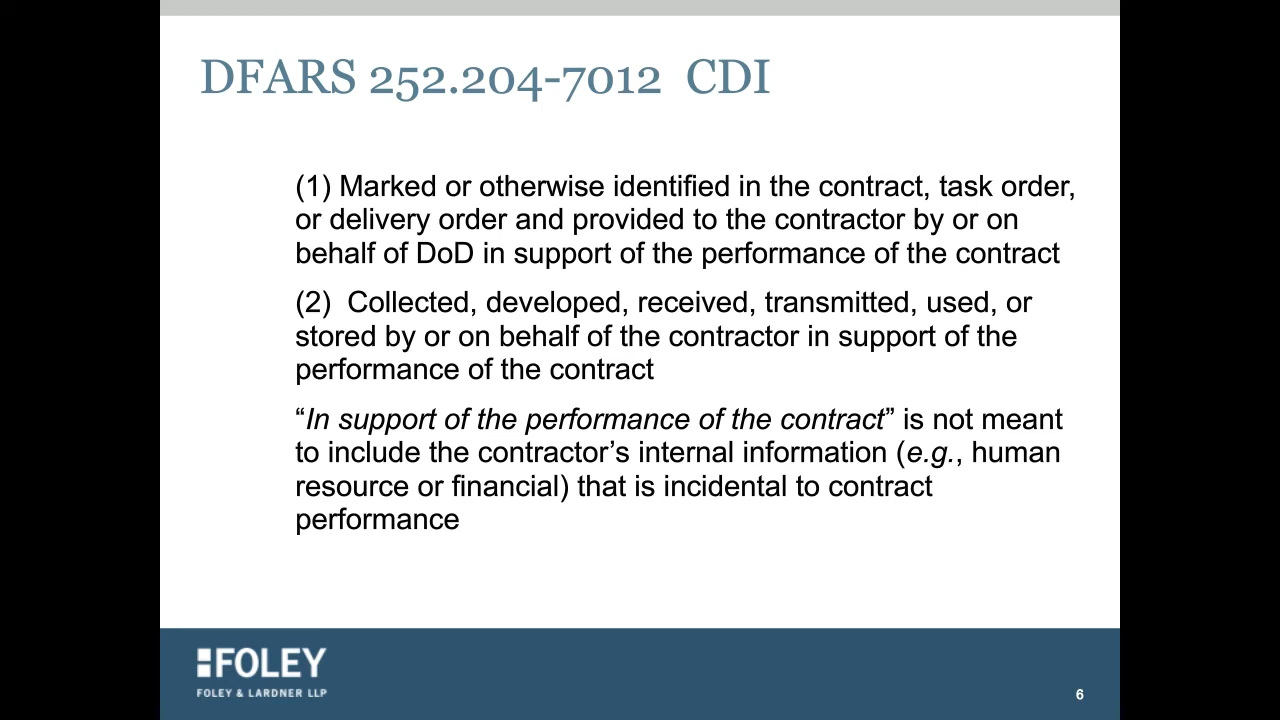 DFARS 252.204-7012  CDI
(1) Marked or otherwise identified in the contract, task order,
or delivery order and provided to the contractor by or on
behalf of DoD in support of the performance of the contract
(2)  Collected, developed, received, transmitted, used, or
stored by or on behalf of the contractor in support of the
performance of the contract
“In support of the performance of the contract” is not meant
to include the contractor’s internal information (e.g., human
resource or financial) that is incidental to contract
performance
FOLEY
FOLEY & LARDNER LLP
6